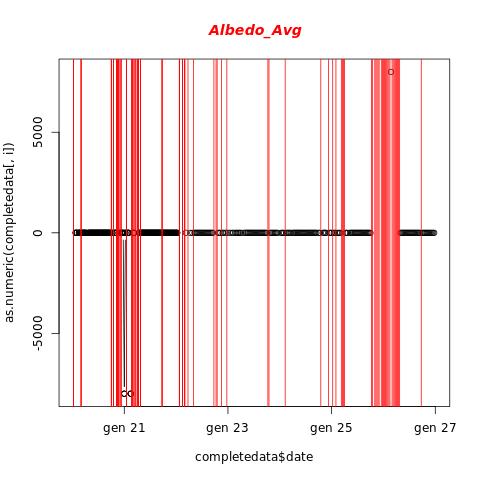 Albedo_Avg
as.numeric(completedata[, i])
5000
0
-5000
gen 21
gen 23
gen 25
gen 27
completedata$date